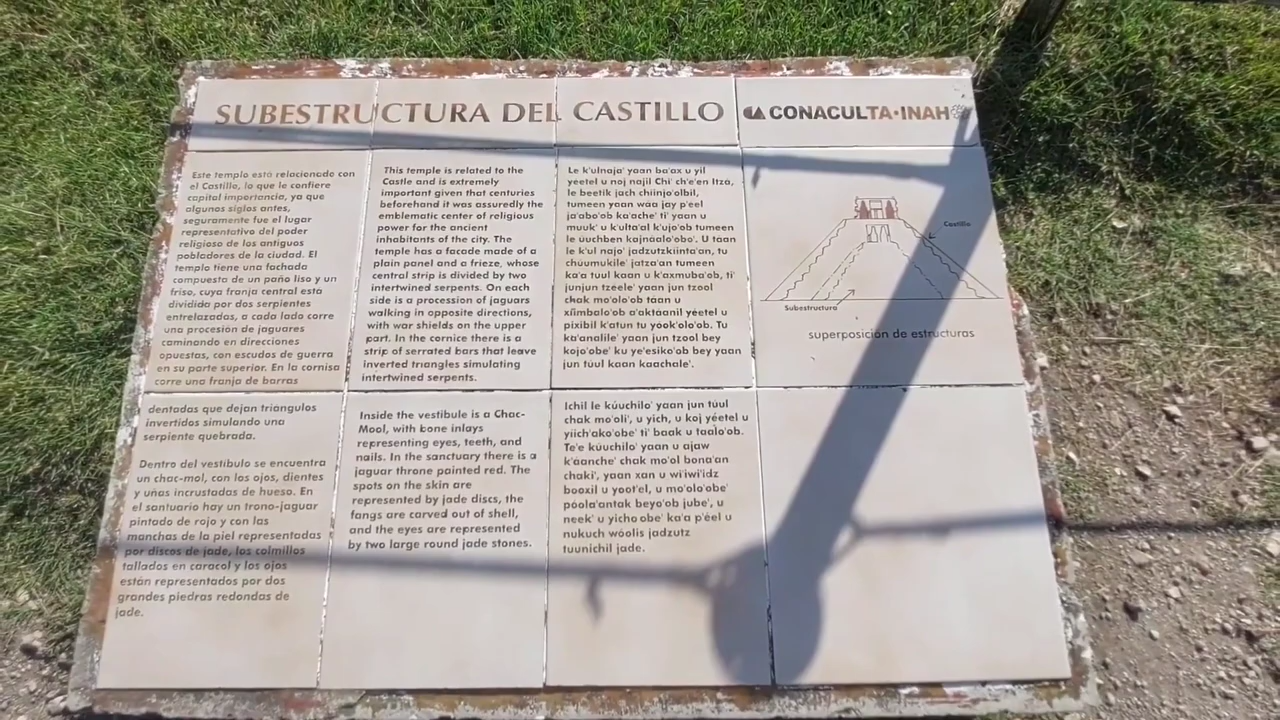 SUBESTRUCTURA DEL CASTILLO
CONACULTA·INAH
Este templo está relacionado con
el Castillo, lo que le confiere
capital importancia, ya que
algunos siglos antes,
seguramente fue el lugar
representativo del poder
religioso de los antiguos
pobladores de la ciudad. El
templo tiene una fachada
compuesta de un paño liso y un
friso, cuya franja central está
dividida por dos serpientes
entrelazadas, a cada lado corre
una procesión de jaguares
caminando en direcciones
opuestas, con escudos de guerra
en su parte superior. En la cornisa
corre una franja de barras
dentadas que dejan triángulos
invertidos simulando una
serpiente quebrada.
Dentro del vestíbulo se encuentra
un chac-mol, con los ojos, dientes
y uñas incrustadas de hueso. En
el santuario hay un trono-jaguar
pintado de rojo y con las
manchas de la piel representadas
por discos de jade, los colmillos
tallados en caracol y los ojos
están representados por dos
grandes piedras redondas de
jade.
This temple is related to the
Castle and is extremely
important given that centuries
beforehand it was assuredly the
emblematic center of religious
power for the ancient
inhabitants of the city. The
temple has a facade made of a
plain panel and a frieze, whose
central strip is divided by two
intertwined serpents. On each
side is a procession of jaguars
walking in opposite directions,
with war shields on the upper
part. In the cornice there is a
strip of serrated bars that leave
inverted triangles simulating
intertwined serpents.
Inside the vestibule is a Chac-
Mool, with bone inlays
representing eyes, teeth, and
nails. In the sanctuary there is a
jaguar throne painted red. The
spots on the skin are
represented by jade discs, the
fangs are carved out of shell,
and the eyes are represented
by two large round jade stones.
Le k'ulnaja' yaan ba'ax u yil
yéetel u noj najil Chi' ch'e'en Itzá,
le beetik jach chíinjo'olbil,
tumeen yaan wáa jay p'éel
ja'abo'ob ka'ache' ti' yaan u
muuk' u k'ulta'al k'ujo'ob tumeen
le úuchben kajnáalo'obo'. U táan
le k'ul najo' jadzutzkíinta'an, tu
chúumukile' jatza'an tumeen
ka'a túul kaan u k'axmuba'ob, ti'
junjun tzeele' yaan jun tzool
chak mo'olo'ob táan u
xíimbalo'ob a'aktáanil yéetel u
pixibil k'atun tu yóok'olo'ob. Tu
ka'analile' yaan jun tzool bey
kojo'obe' ku ye'esiko'ob bey yaan
jun túul kaan kaachale'.
Ichil le kúuchilo' yaan jun túul
chak mo'oli', u yich, u koj yéetel u
yiich'ako'obe' ti' baak u taalo'ob.
Te'e kúuchilo' yaan u ajaw
k'áanche' chak mo'ol bona'an
chaki', yaan xan u wi'iwi'idz
booxil u yoot'el, u mo'olo'obe'
póola'antak beyo'ob jube', u
neek' u yicho'obe' ka'a p'éel u
nukuch wóolis jadzutz
tuunichil jade.
Castillo
Subestructura
superposición de estructuras